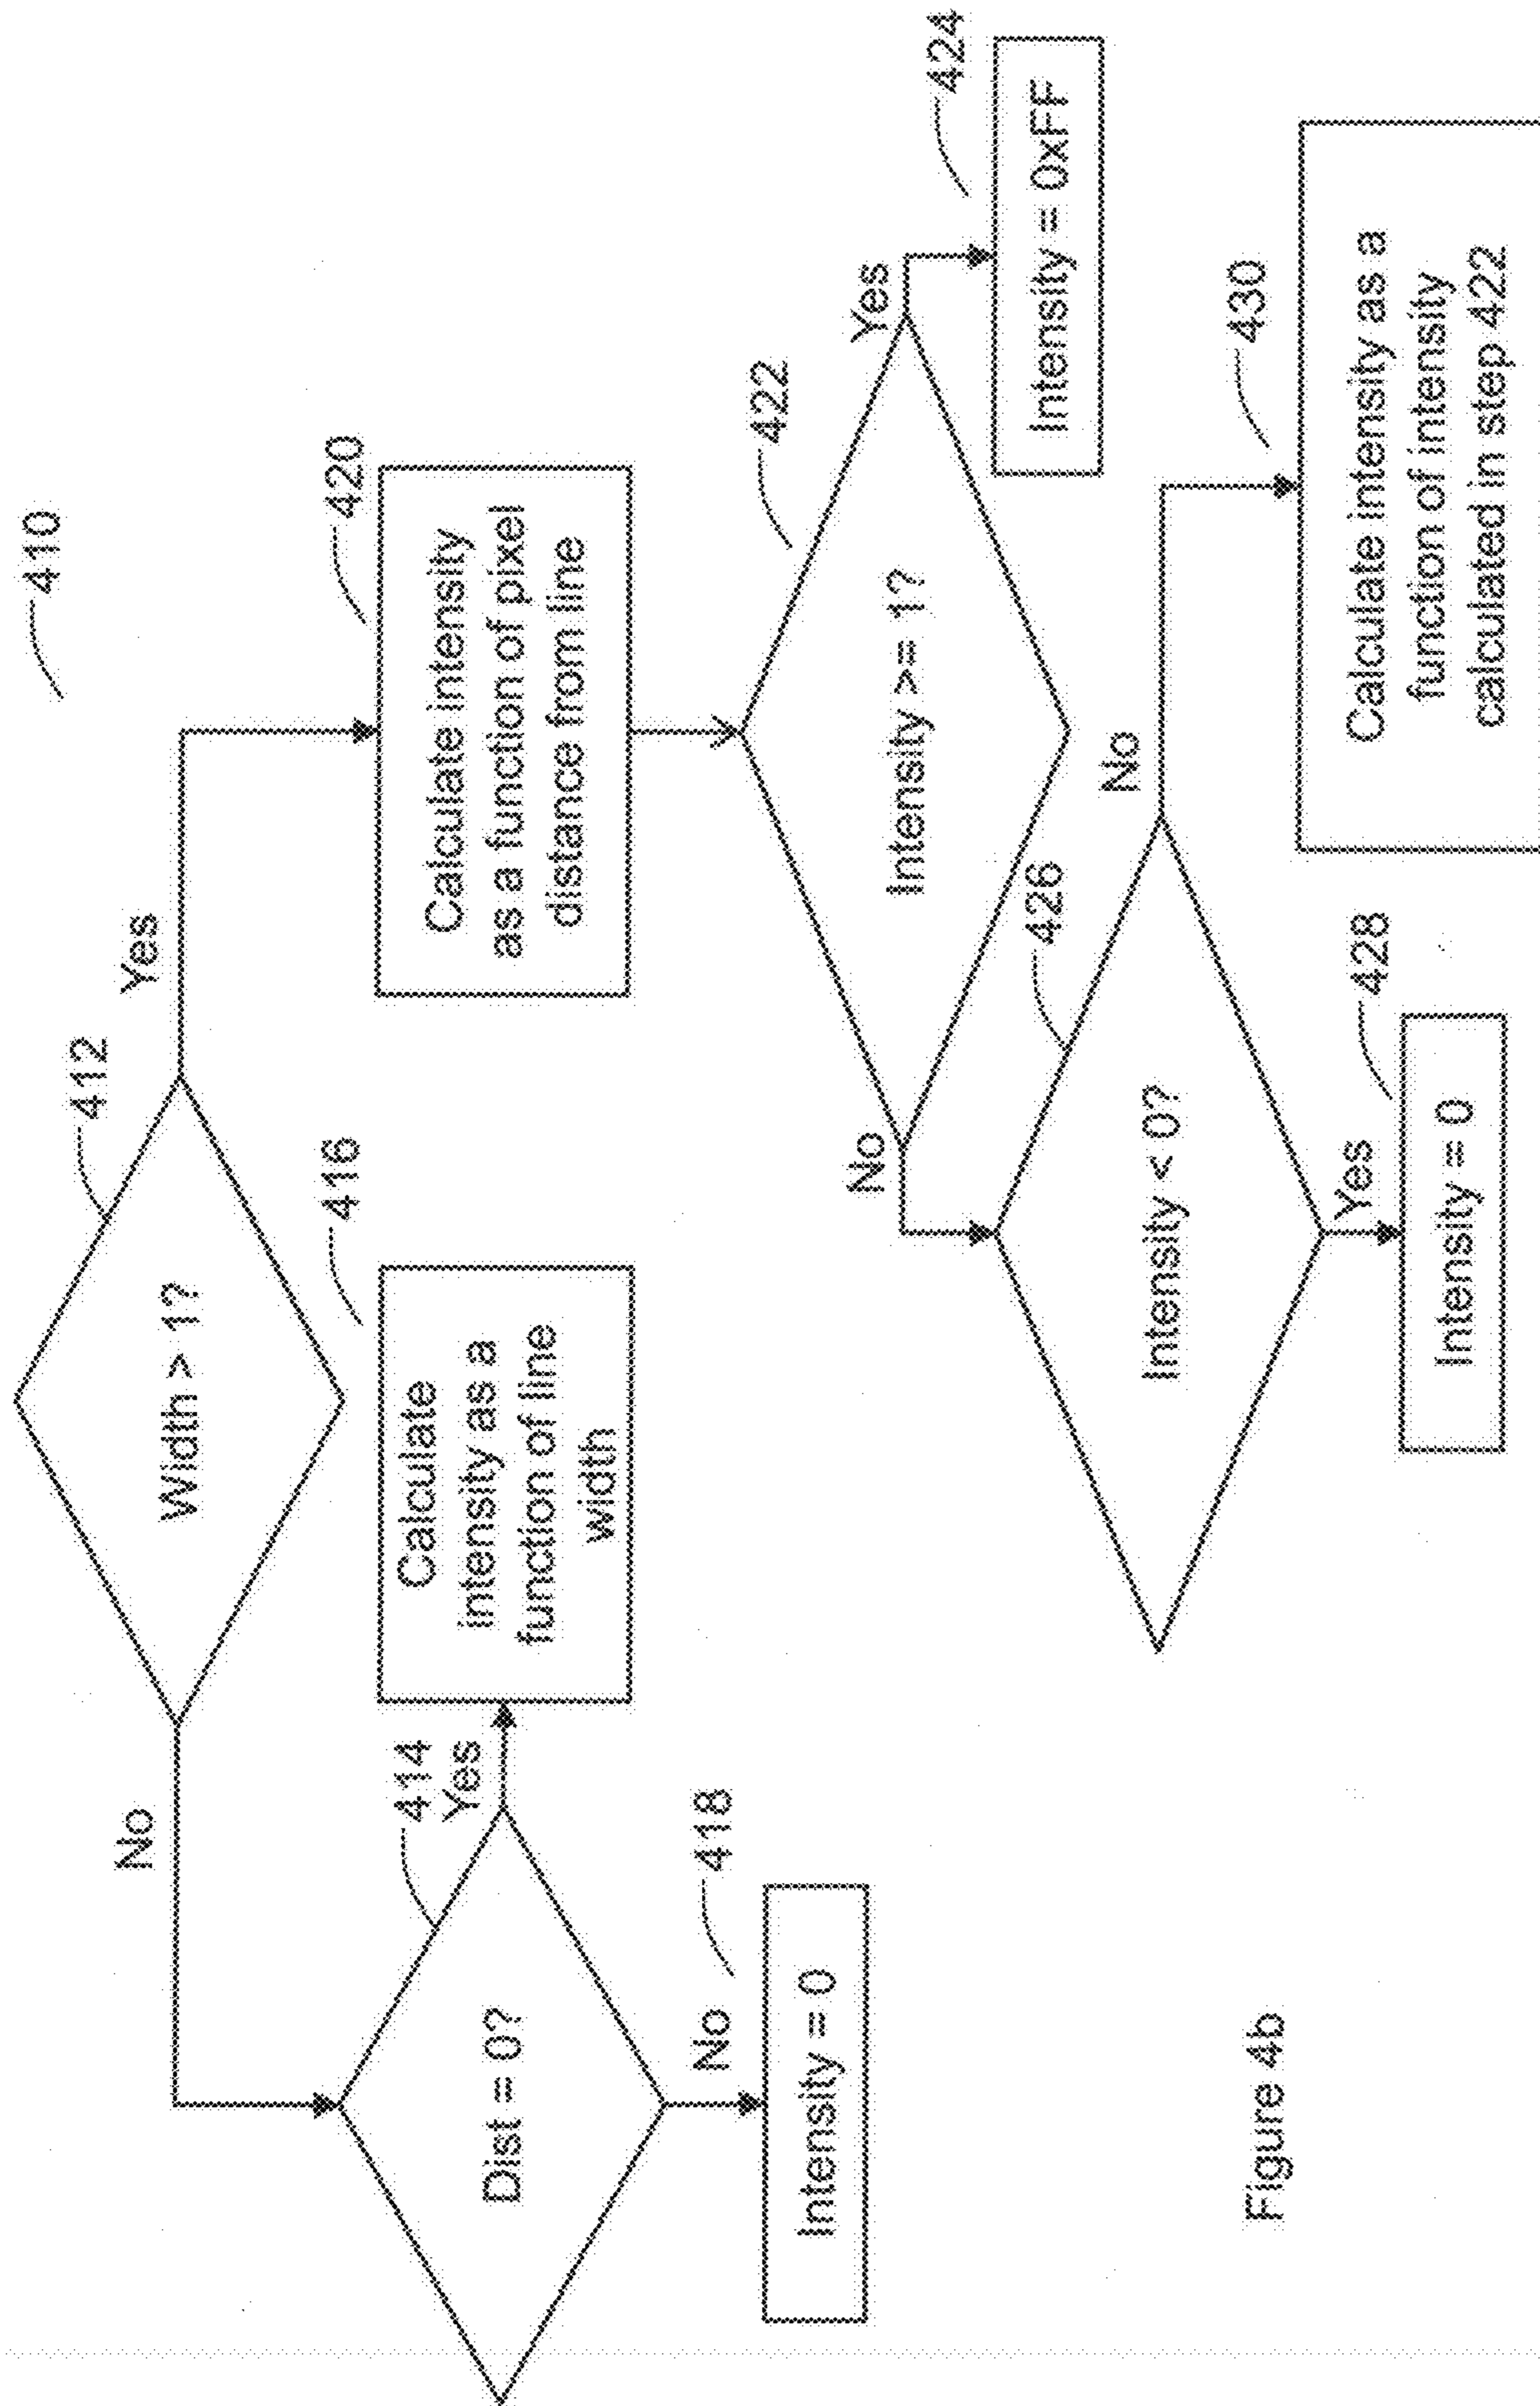 410
Width > 1?
412
No
Yes
Dist = 0?
414
Yes
Calculate
intensity as a
function of line
width
416
No
Intensity = 0
418
Calculate intensity
as a function of pixel
distance from line
420
Intensity >= 1?
422
Yes
Intensity = 0xFF
424
No
Intensity < 0?
426
Yes
Intensity = 0
428
No
Calculate intensity as a
function of intensity
calculated in step 422
430
Figure 4b